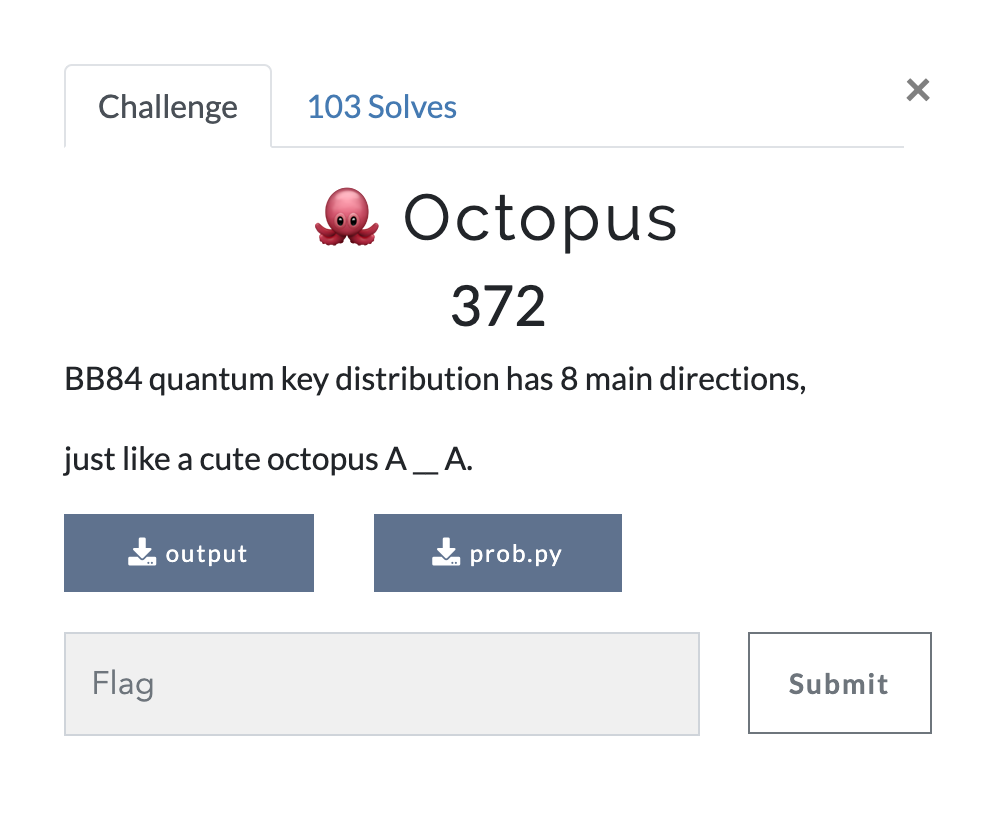 Challenge
103 Solves
×
🐙 Octopus
372
BB84 quantum key distribution has 8 main directions,
just like a cute octopus A __ A.
output
prob.py
Flag
Submit